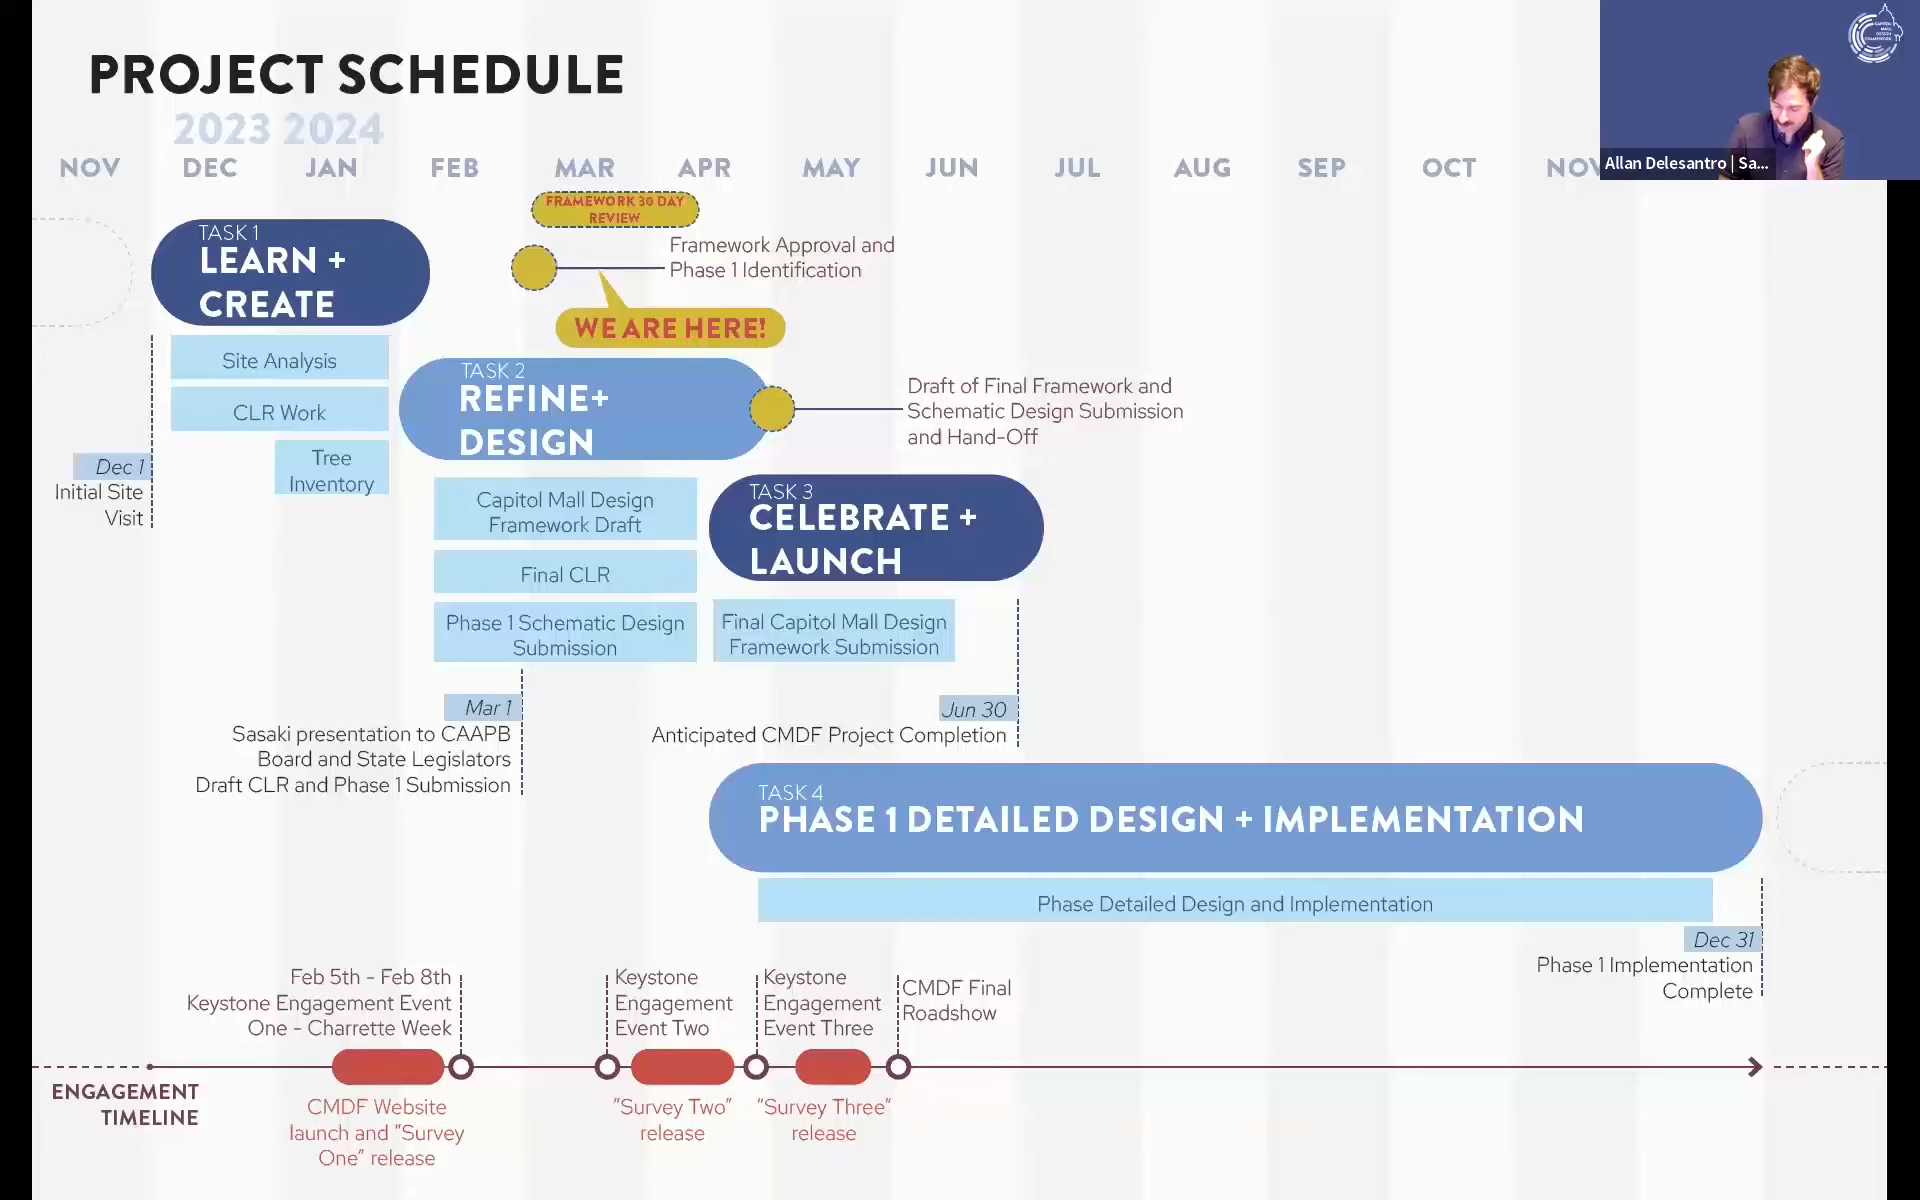 PROJECT SCHEDULE
2023 2024
NOV DEC JAN FEB MAR APR MAY JUN JUL AUG SEP OCT NOV
Allan Delesantro | Sa...
CAPITOL
MALL
DESIGN
FRAMEWORK
FRAMEWORK 30 DAY
REVIEW
Framework Approval and
Phase 1 Identification
WE ARE HERE!
TASK 1
LEARN +
CREATE
Site Analysis
CLR Work
Tree
Inventory
Dec 1
Initial Site
Visit
TASK 2
REFINE+
DESIGN
Draft of Final Framework and
Schematic Design Submission
and Hand-Off
Capitol Mall Design
Framework Draft
Final CLR
Phase 1 Schematic Design
Submission
Mar 1
Sasaki presentation to CAAPB
Board and State Legislators
Draft CLR and Phase 1 Submission
TASK 3
CELEBRATE +
LAUNCH
Final Capitol Mall Design
Framework Submission
Jun 30
Anticipated CMDF Project Completion
TASK 4
PHASE 1 DETAILED DESIGN + IMPLEMENTATION
Phase Detailed Design and Implementation
Dec 31
Phase 1 Implementation
Complete
Feb 5th - Feb 8th
Keystone Engagement Event
One - Charrette Week
Keystone
Engagement
Event Two
Keystone
Engagement
Event Three
CMDF Final
Roadshow
ENGAGEMENT
TIMELINE
CMDF Website
launch and "Survey
One" release
"Survey Two"
release
"Survey Three"
release